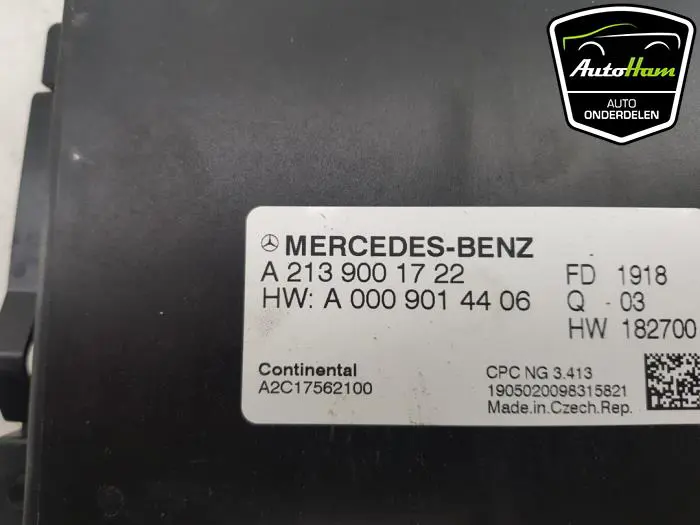 AutoHam
AUTO
ONDERDELEN
MERCEDES-BENZ
A 213 900 17 22 FD 1918
HW: A 000 901 44 06 Q - 03
HW 182700
Continental CPC NG 3.413
A2C17562100 1905020098315821
Made.in.Czech.Rep.